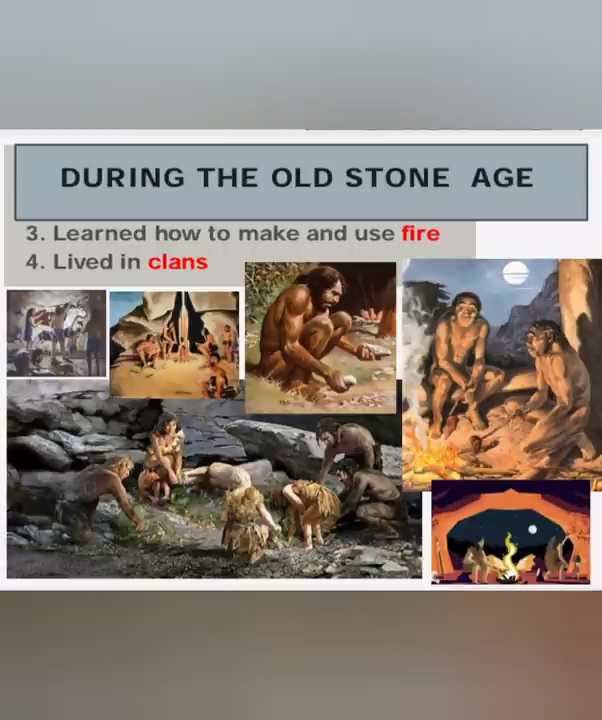 DURING THE OLD STONE AGE
3. Learned how to make and use fire
4. Lived in clans